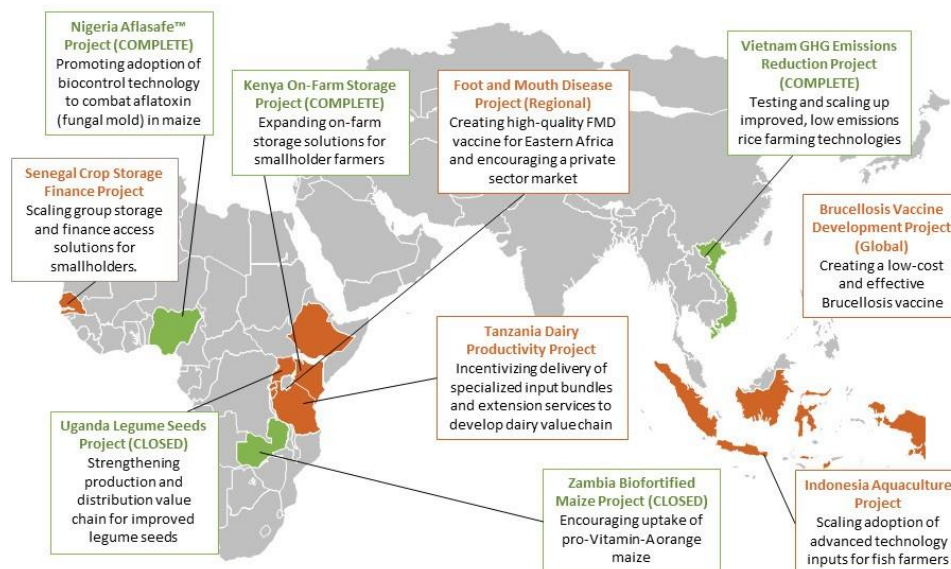 Nigeria Aflasafe™
Project (COMPLETE)
Promoting adoption of
biocontrol technology
to combat aflatoxin
(fungal mold) in maize
Kenya On-Farm Storage
Project (COMPLETE)
Expanding on-farm
storage solutions for
smallholder farmers
Foot and Mouth Disease
Project (Regional)
Creating high-quality FMD
vaccine for Eastern Africa
and encouraging a private
sector market
Vietnam GHG Emissions
Reduction Project
(COMPLETE)
Testing and scaling up
improved, low emissions
rice farming technologies
Senegal Crop Storage
Finance Project
Scaling group storage
and finance access
solutions for
smallholders.
Brucellosis Vaccine
Development Project
(Global)
Creating a low-cost
and effective
Brucellosis vaccine
Tanzania Dairy
Productivity Project
Incentivizing delivery of
specialized input bundles
and extension services to
develop dairy value chain
Uganda Legume Seeds
Project (CLOSED)
Strengthening
production and
distribution value
chain for improved
legume seeds
Zambia Biofortified
Maize Project (CLOSED)
Encouraging uptake of
pro-Vitamin-A orange
maize
Indonesia Aquaculture
Project
Scaling adoption of
advanced technology
inputs for fish farmers